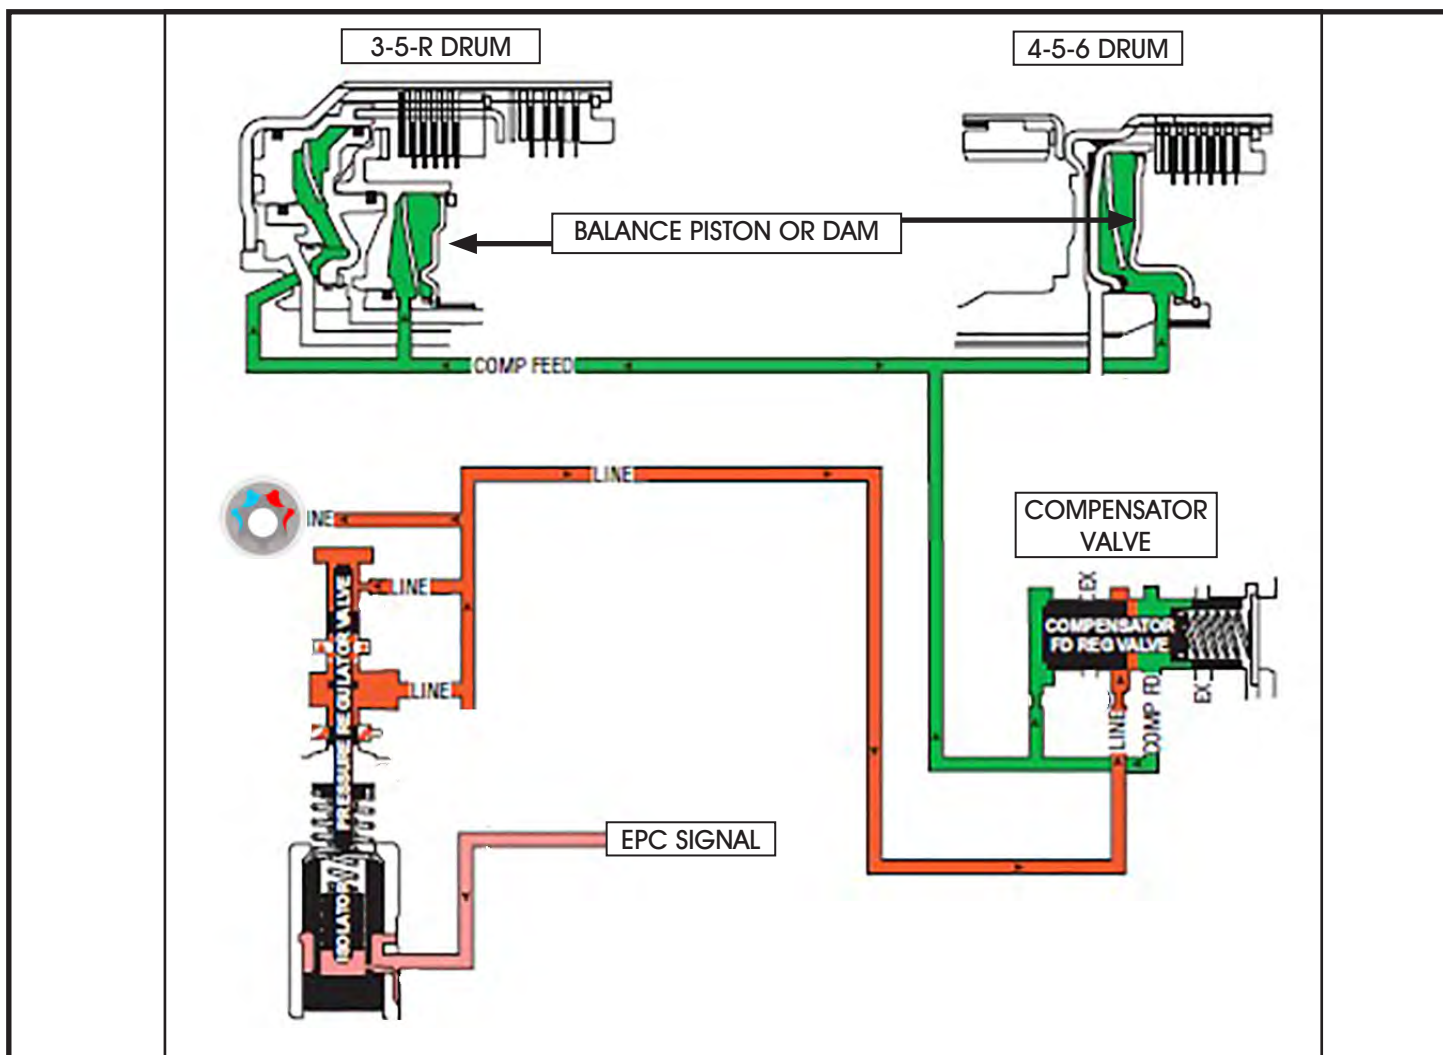 3-5-R DRUM
4-5-6 DRUM
BALANCE PISTON OR DAM
COMP FEED
LINE
INE
LINE
LINE
PRESSURE REGULATOR VALVE
ISOLATOR
EPC SIGNAL
COMPENSATOR
VALVE
EX
COMPENSATOR
FD REG VALVE
LINE
COMP FD
EX